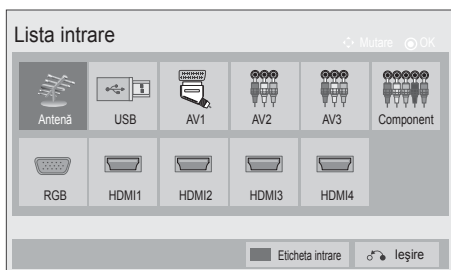 Lista intrare
Mutare OK
Antenă USB AV1 AV2 AV3 Component
RGB HDMI1 HDMI2 HDMI3 HDMI4
Eticheta intrare Ieşire